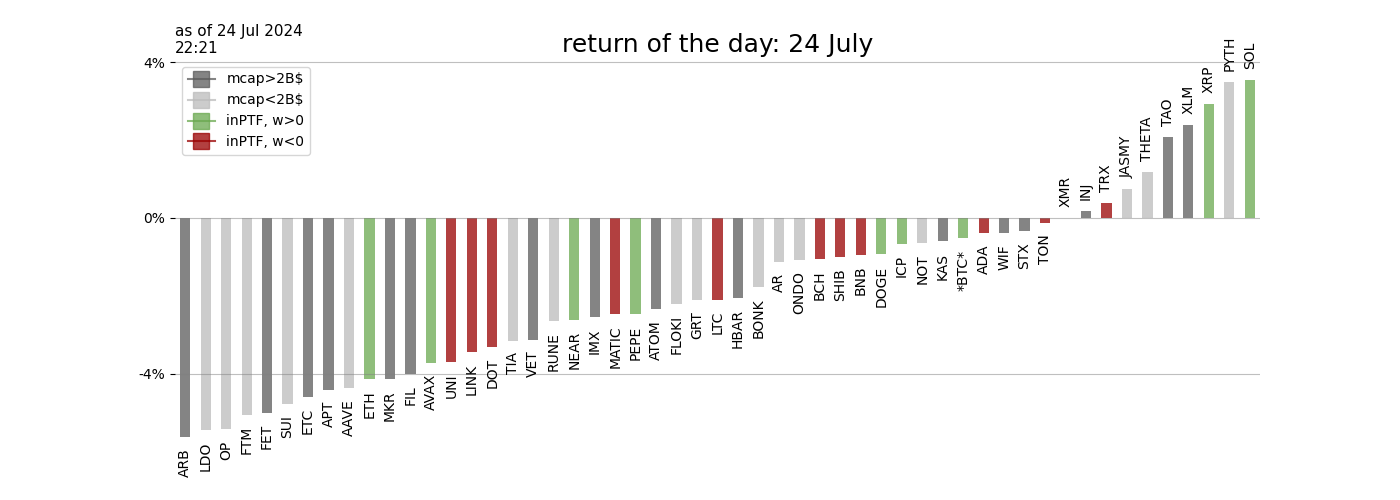 as of 24 Jul 2024
22:21
return of the day: 24 July
4%
0%
-4%
mcap>2B$
mcap<2B$
inPTF, w>0
inPTF, w<0
ARB
LDO
OP
FTM
FET
SUI
ETC
APT
AAVE
ETH
MKR
FIL
AVAX
UNI
LINK
DOT
TIA
VET
RUNE
NEAR
IMX
MATIC
PEPE
ATOM
FLOKI
GRT
LTC
HBAR
BONK
AR
ONDO
BCH
SHIB
BNB
DOGE
ICP
NOT
KAS
*BTC*
ADA
WIF
STX
TON
XMR
INJ
TRX
JASMY
THETA
TAO
XLM
XRP
PYTH
SOL